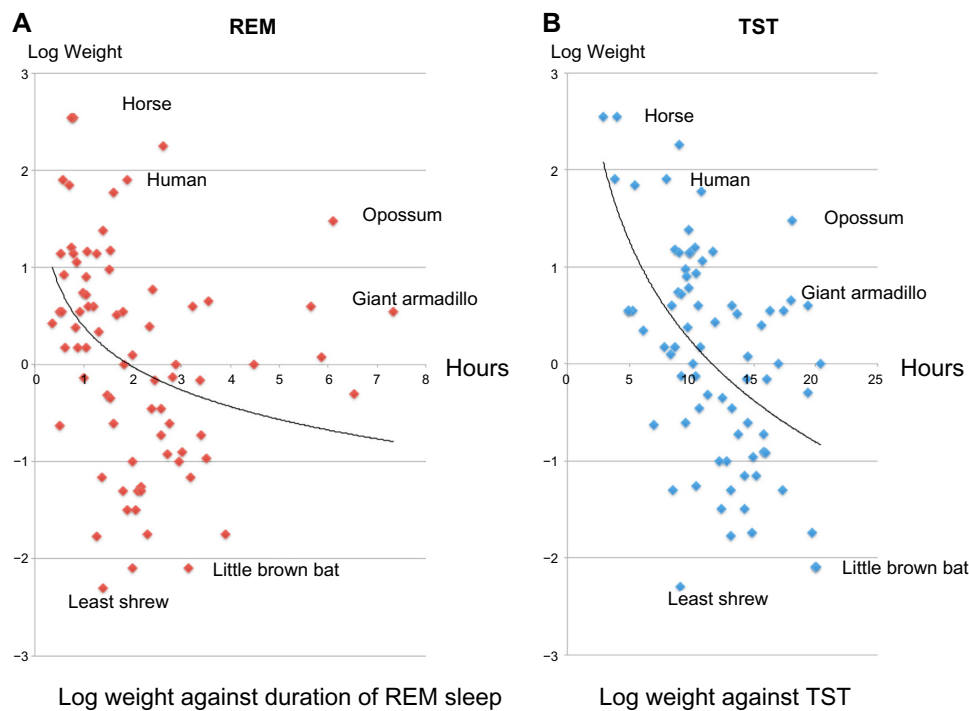 A
REM
Log Weight
3
Horse
2
Human
Opossum
1
Giant armadillo
0
Hours
0 1 2 3 4 5 6 7 8
−1
−2
Little brown bat
Least shrew
−3
Log weight against duration of REM sleep
B
TST
Log Weight
3
Horse
2
Human
Opossum
1
Giant armadillo
0
Hours
0 5 10 15 20 25
−1
−2
Little brown bat
Least shrew
−3
Log weight against TST